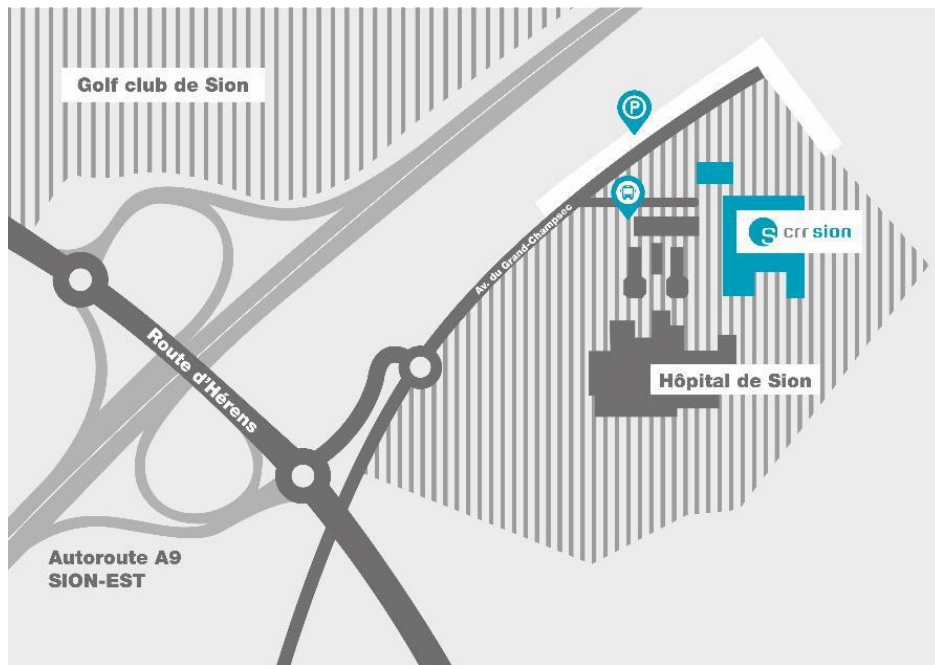 Golf club de Sion
P
Av. du Grand-Champsec
S crr sion
Route d'Hérens
Hôpital de Sion
Autoroute A9
SION-EST